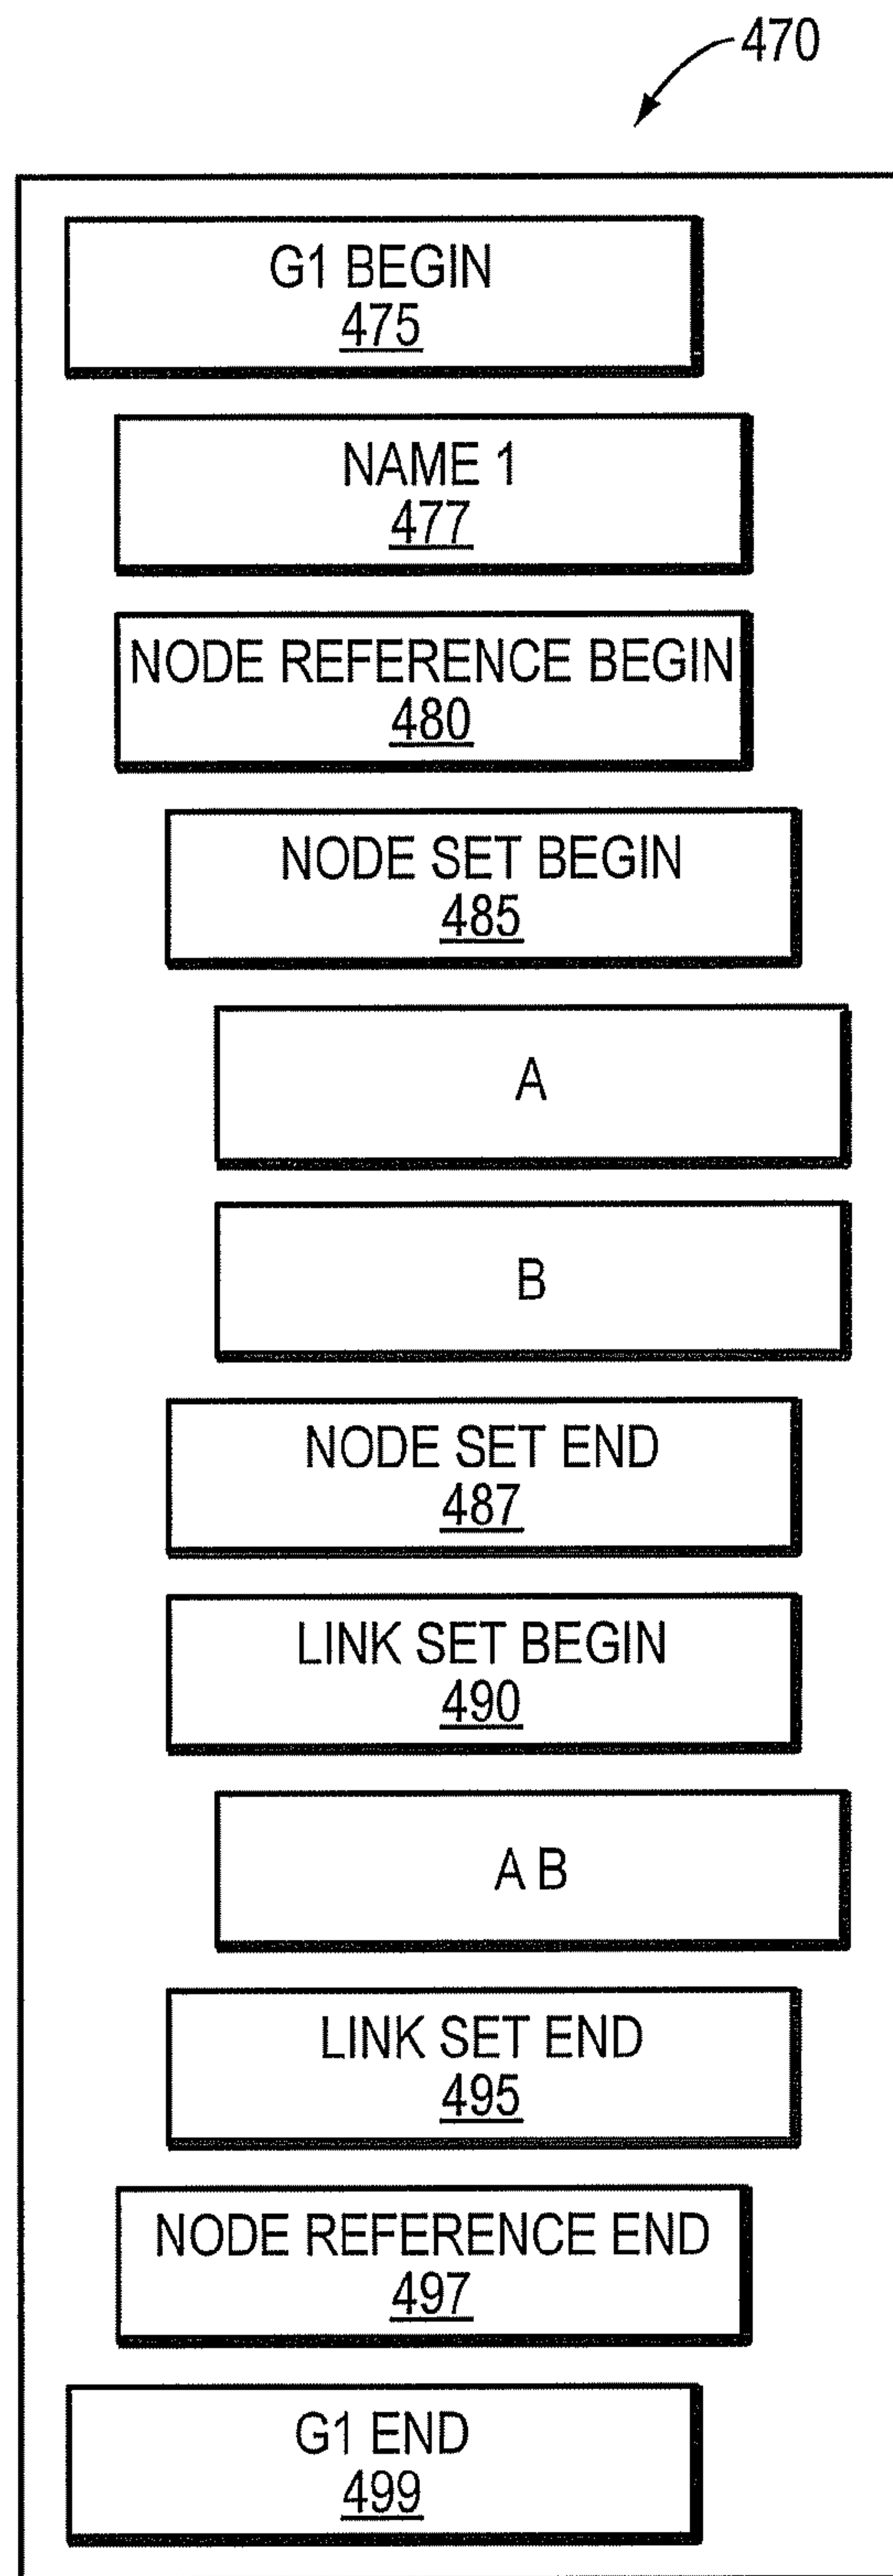 470
G1 BEGIN
475
NAME 1
477
NODE REFERENCE BEGIN
480
NODE SET BEGIN
485
A
B
NODE SET END
487
LINK SET BEGIN
490
A B
LINK SET END
495
NODE REFERENCE END
497
G1 END
499